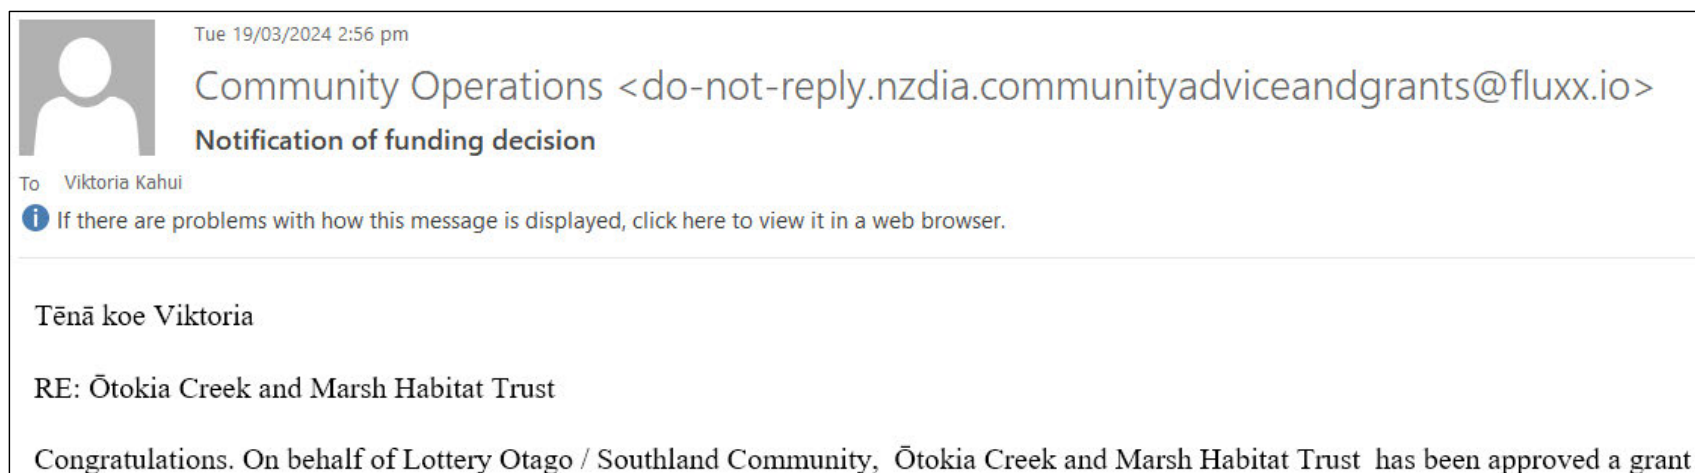 Tue 19/03/2024 2:56 pm
Community Operations <do-not-reply.nzdia.communityadviceandgrants@fluxx.io>
Notification of funding decision
To Viktoria Kahui
If there are problems with how this message is displayed, click here to view it in a web browser.
Tēnā koe Viktoria
RE: Ōtokia Creek and Marsh Habitat Trust
Congratulations. On behalf of Lottery Otago / Southland Community, Ōtokia Creek and Marsh Habitat Trust has been approved a grant